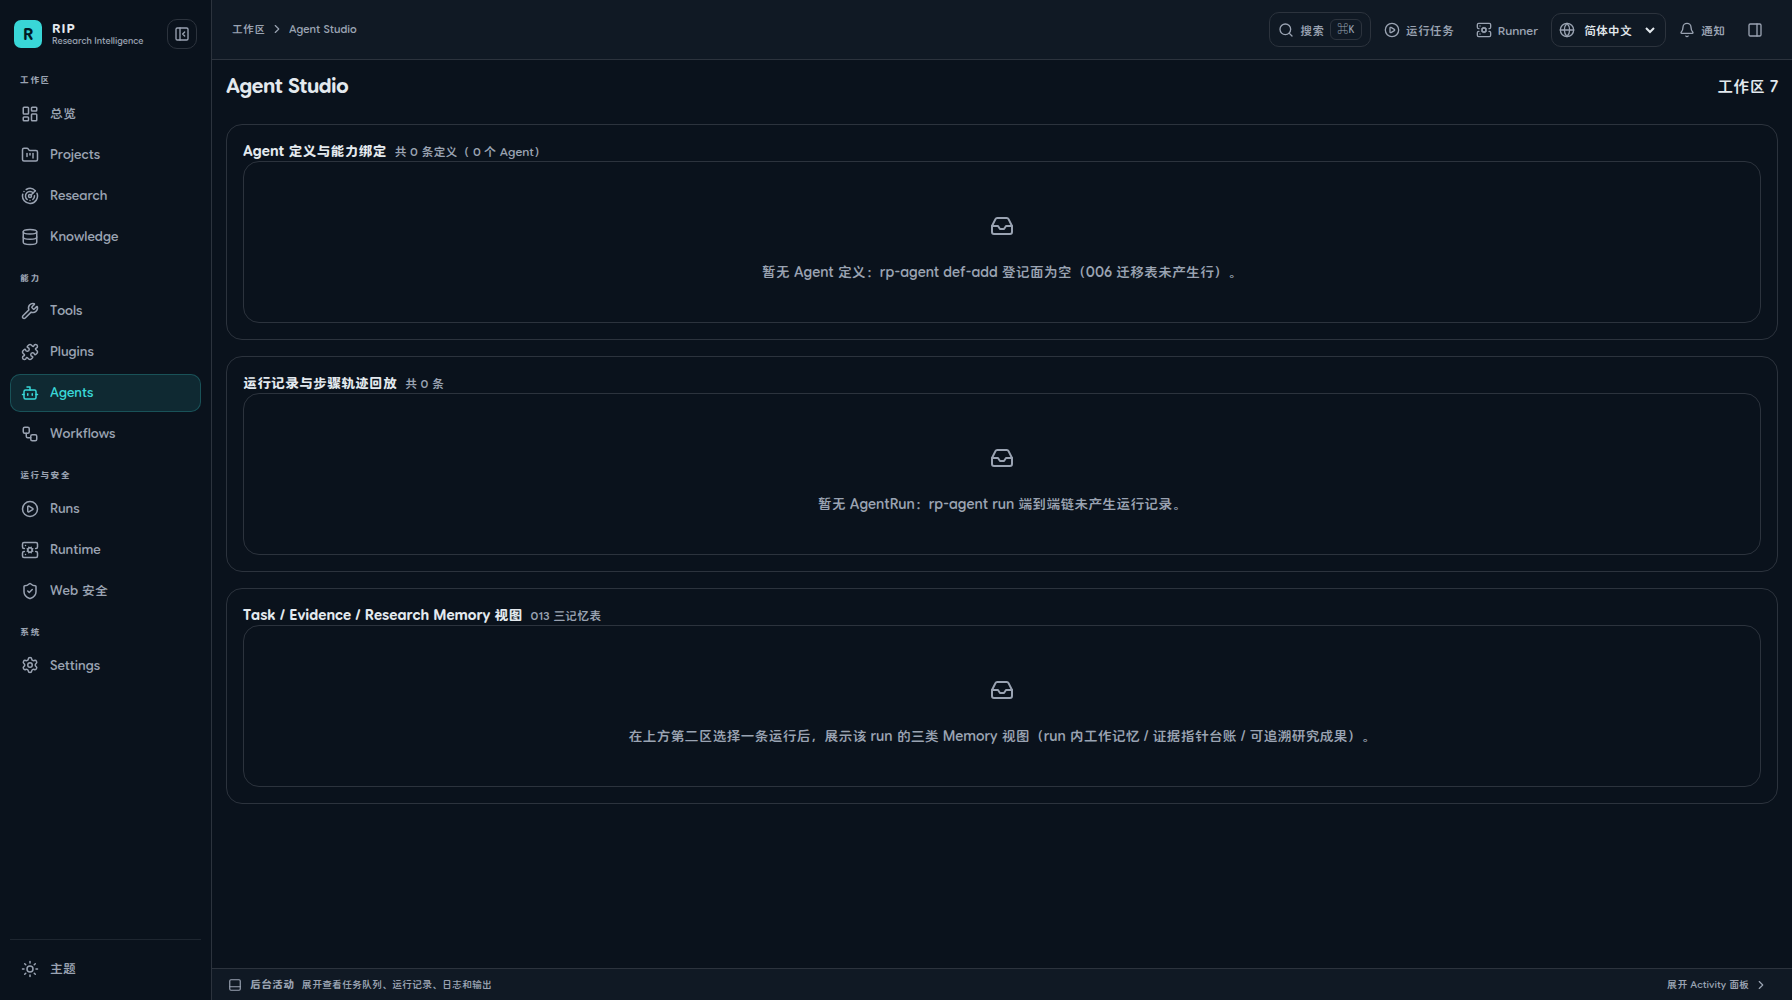 R
RIP
Research Intelligence
工作区
总览
Projects
Research
Knowledge
能力
Tools
Plugins
Agents
Workflows
运行与安全
Runs
Runtime
Web 安全
系统
Settings
主题
工作区 > Agent Studio
搜索 ⌘K
运行任务
Runner
简体中文
通知
Agent Studio
工作区 7
Agent 定义与能力绑定 共 0 条定义（ 0 个 Agent）
暂无 Agent 定义：rp-agent def-add 登记面为空（006 迁移表未产生行）。
运行记录与步骤轨迹回放 共 0 条
暂无 AgentRun：rp-agent run 端到端链未产生运行记录。
Task / Evidence / Research Memory 视图 013 三记忆表
在上方第二区选择一条运行后，展示该 run 的三类 Memory 视图（run 内工作记忆 / 证据指针台账 / 可追溯研究成果）。
后台活动 展开查看任务队列、运行记录、日志和输出
展开 Activity 面板